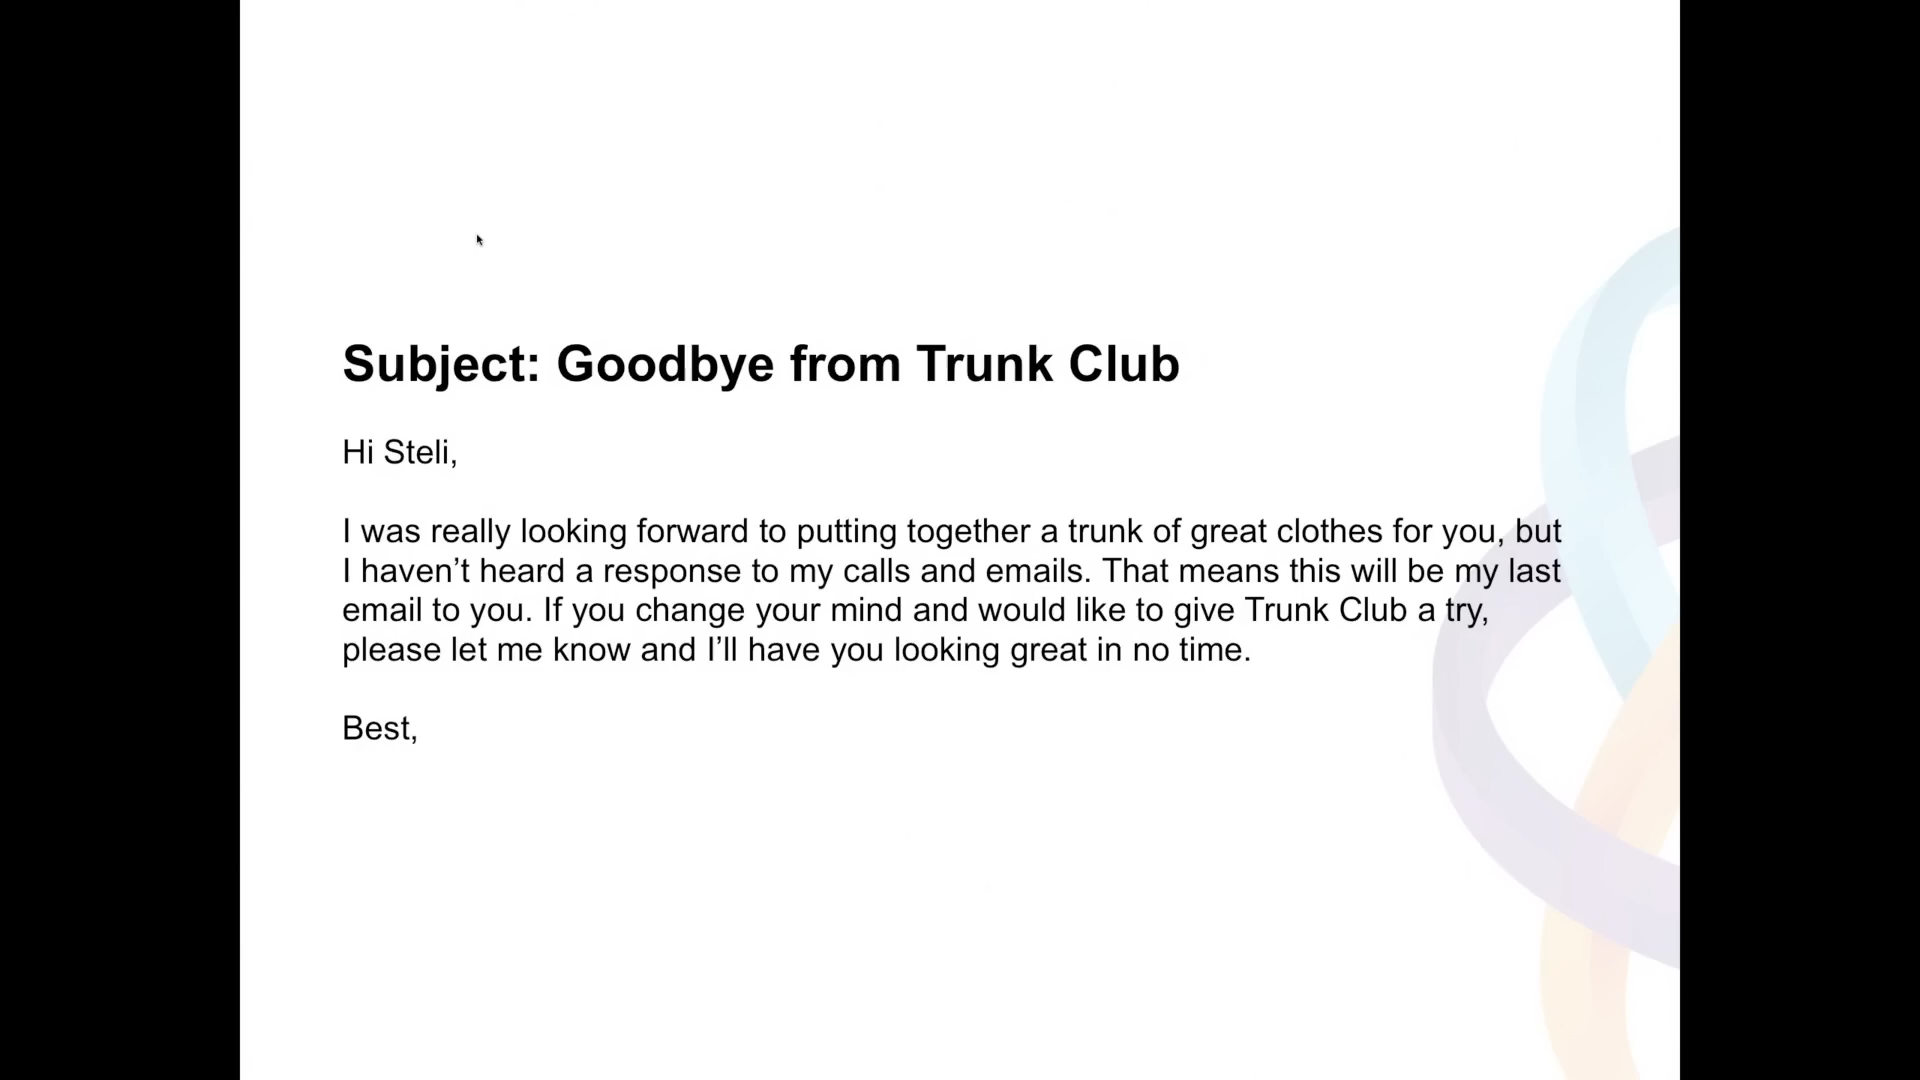 Subject: Goodbye from Trunk Club
Hi Steli,
I was really looking forward to putting together a trunk of great clothes for you, but
I haven’t heard a response to my calls and emails. That means this will be my last
email to you. If you change your mind and would like to give Trunk Club a try,
please let me know and I’ll have you looking great in no time.
Best,